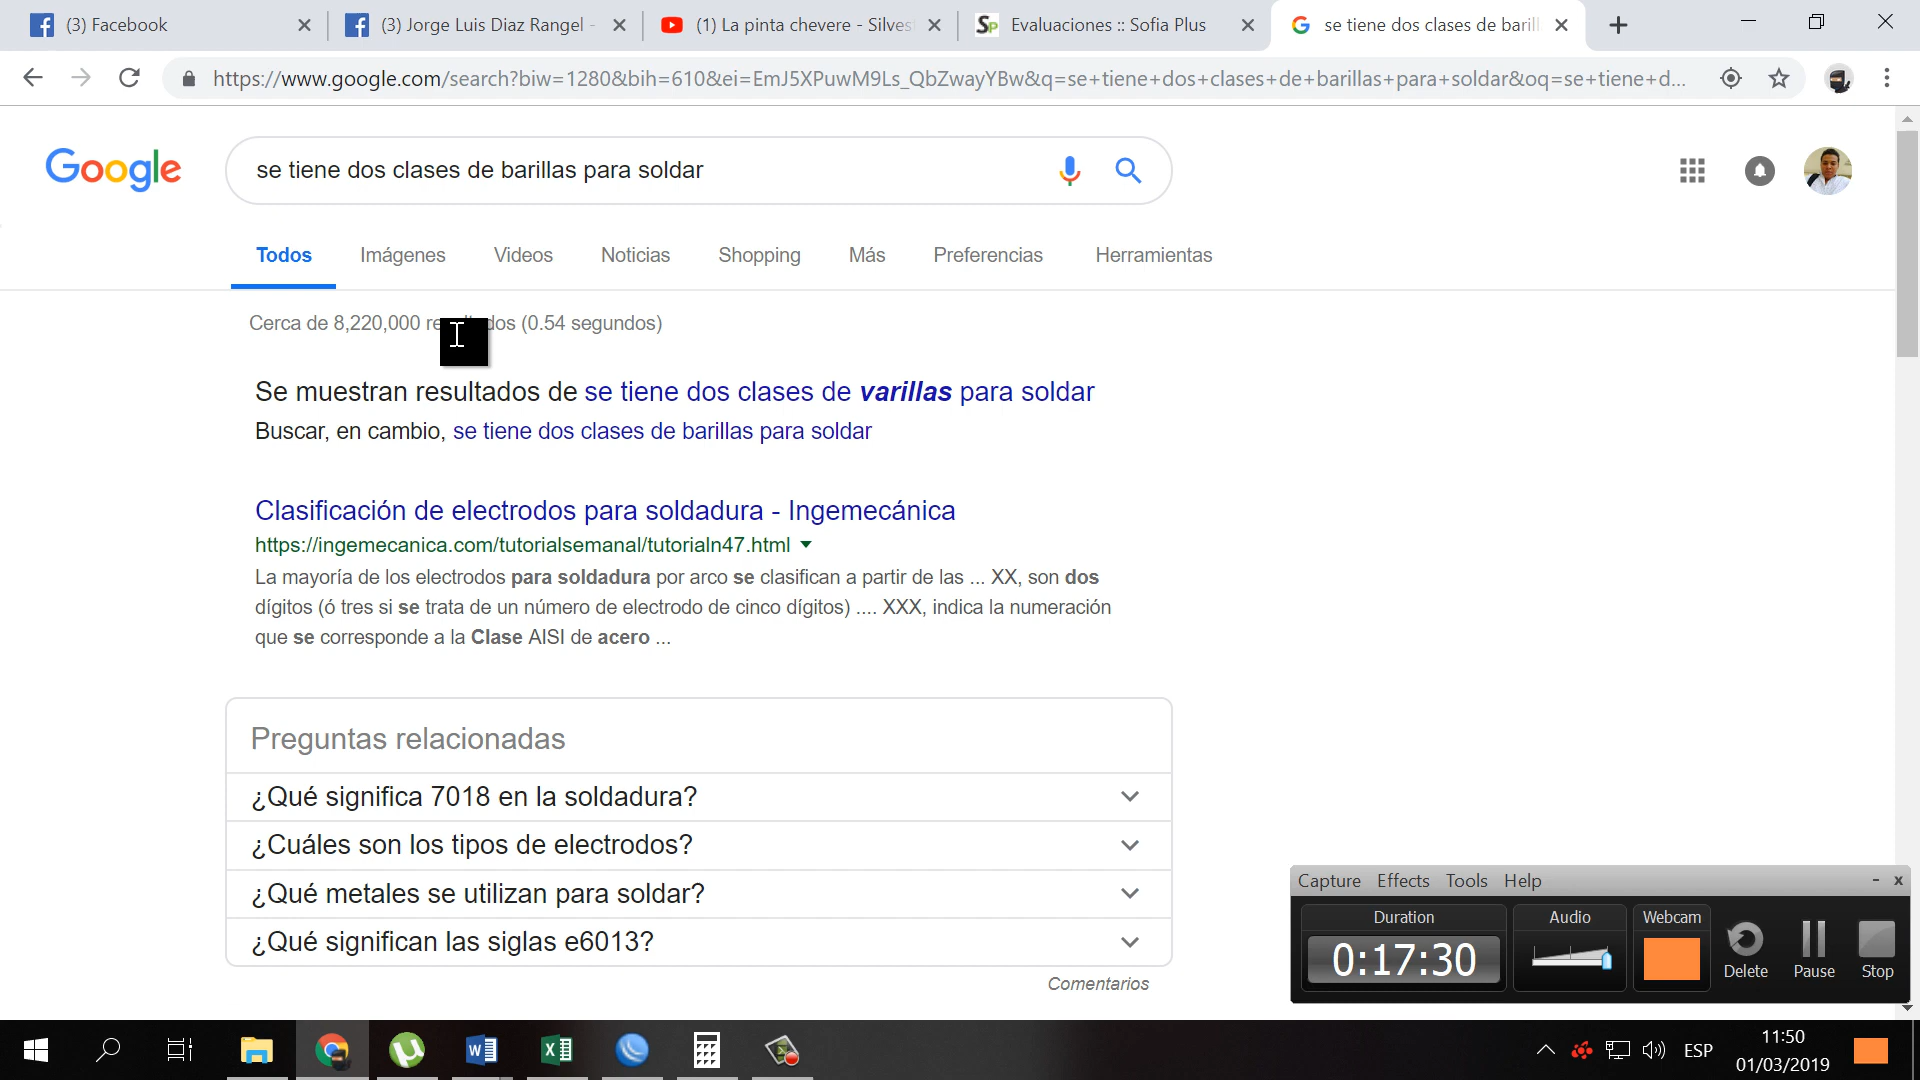 (3) Facebook
(3) Jorge Luis Diaz Rangel -
(1) La pinta chevere - Silves
Evaluaciones :: Sofia Plus
se tiene dos clases de barill
https://www.google.com/search?biw=1280&bih=610&ei=EmJ5XPuwM9Ls_QbZwayYBw&q=se+tiene+dos+clases+de+barillas+para+soldar&oq=se+tiene+d...
Google
se tiene dos clases de barillas para soldar
Todos
Imágenes
Videos
Noticias
Shopping
Más
Preferencias
Herramientas
Cerca de 8,220,000 (0.54 segundos)
Se muestran resultados de se tiene dos clases de varillas para soldar
Buscar, en cambio, se tiene dos clases de barillas para soldar
Clasificación de electrodos para soldadura - Ingemecánica
https://ingemecanica.com/tutorialsemanal/tutorialn47.html
La mayoría de los electrodos para soldadura por arco se clasifican a partir de las ... XX, son dos
dígitos (ó tres si se trata de un número de electrodo de cinco dígitos) .... XXX, indica la numeración
que se corresponde a la Clase AISI de acero ...
Preguntas relacionadas
¿Qué significa 7018 en la soldadura?
¿Cuáles son los tipos de electrodos?
¿Qué metales se utilizan para soldar?
¿Qué significan las siglas e6013?
Comentarios
Capture Effects Tools Help
Duration
Audio
Webcam
0:17:30
Delete
Pause
Stop
ESP
11:50
01/03/2019